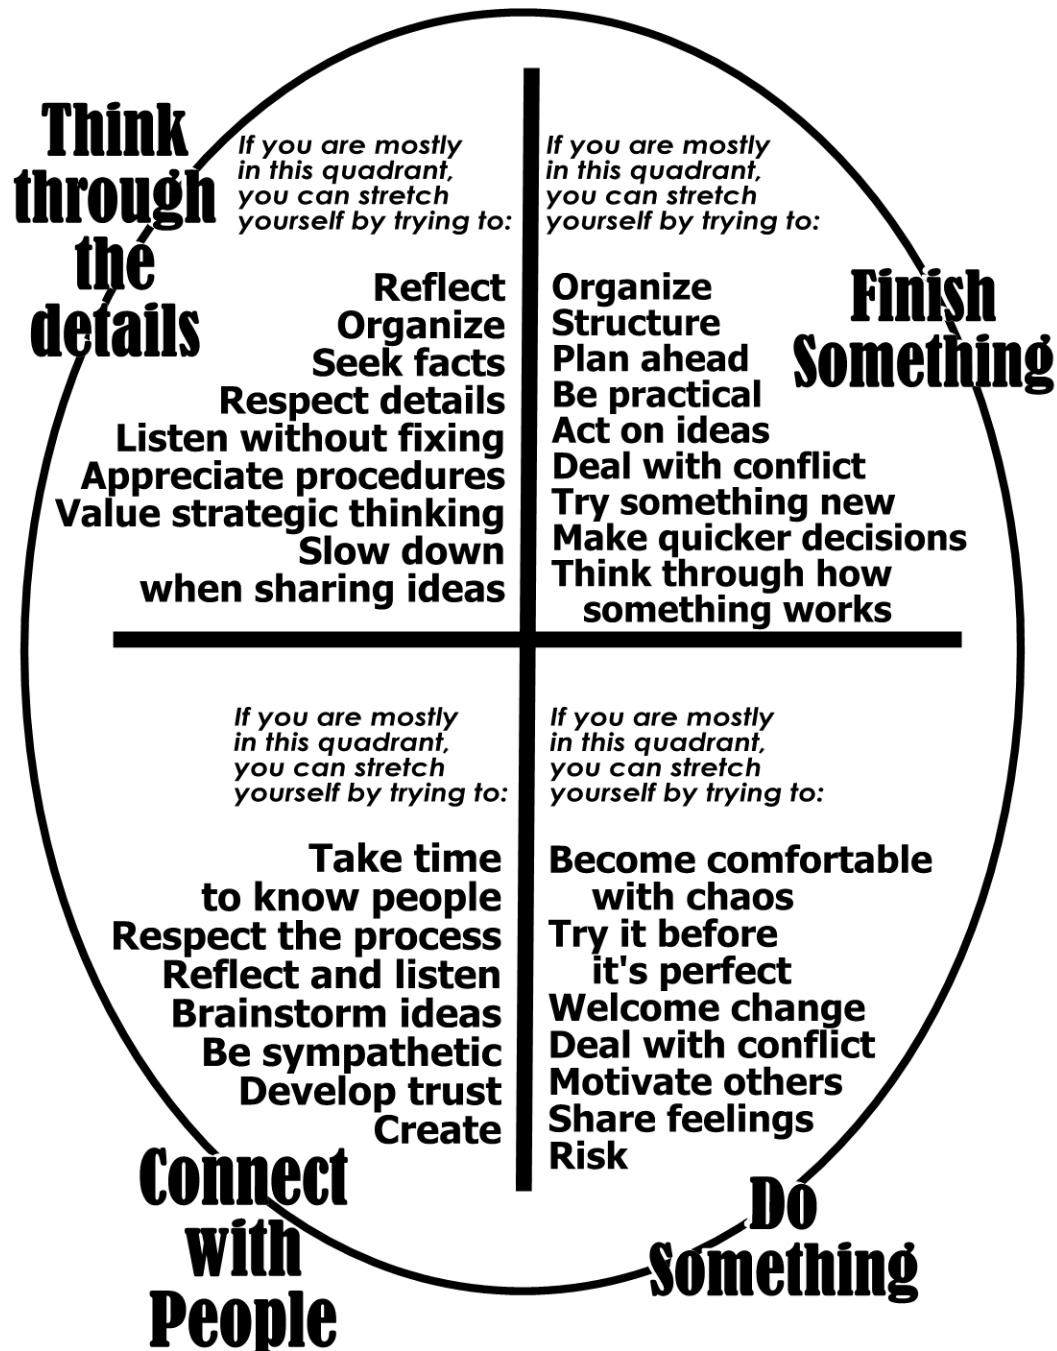 Think
through
the
details
If you are mostly
in this quadrant,
you can stretch
yourself by trying to:
Reflect
Organize
Seek facts
Respect details
Listen without fixing
Appreciate procedures
Value strategic thinking
Slow down
when sharing ideas
If you are mostly
in this quadrant,
you can stretch
yourself by trying to:
Organize
Structure
Plan ahead
Be practical
Act on ideas
Deal with conflict
Try something new
Make quicker decisions
Think through how
something works
Finish
Something
If you are mostly
in this quadrant,
you can stretch
yourself by trying to:
Take time
to know people
Respect the process
Reflect and listen
Brainstorm ideas
Be sympathetic
Develop trust
Create
Connect
with
People
If you are mostly
in this quadrant,
you can stretch
yourself by trying to:
Become comfortable
with chaos
Try it before
it's perfect
Welcome change
Deal with conflict
Motivate others
Share feelings
Risk
Do
Something